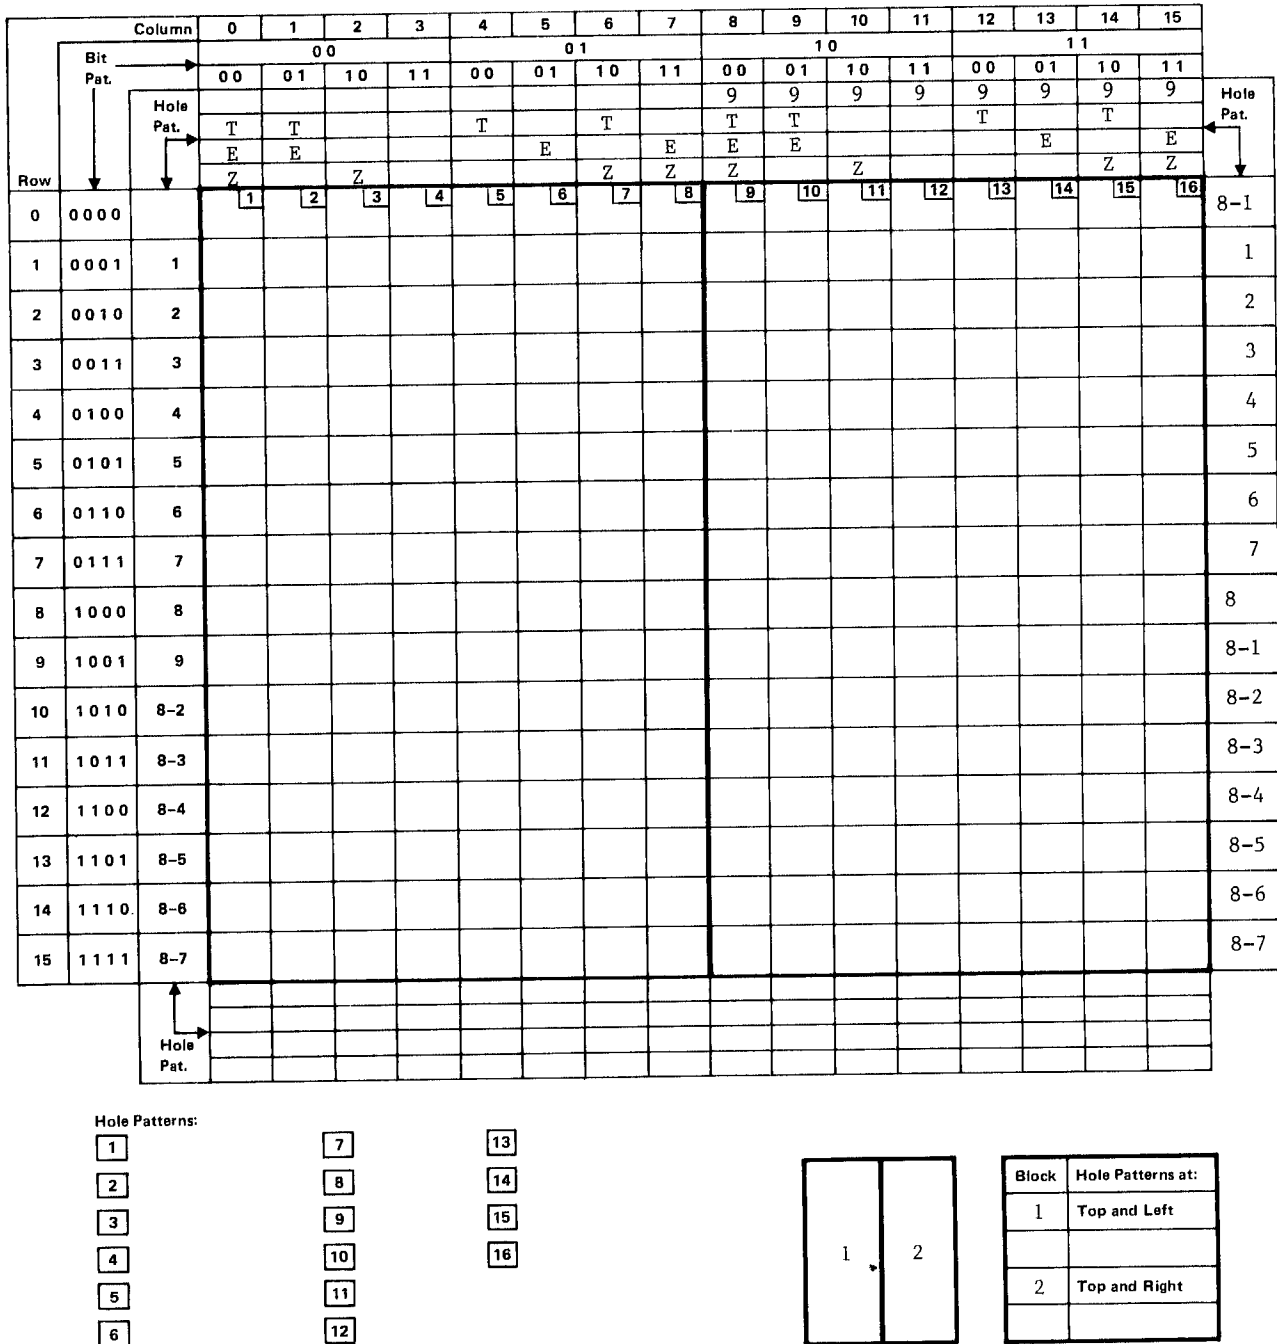 Column 0 1 2 3 4 5 6 7 8 9 10 11 12 13 14 15
Bit Pat. 00 01 10 11
00 01 10 11 00 01 10 11 00 01 10 11 00 01 10 11
Hole Pat. 9 9 9 9 9 9 9 9 Hole Pat.
T T T T T T T T
E E E E E E E E
Row Z Z Z Z Z Z Z Z
1 2 3 4 5 6 7 8 9 10 11 12 13 14 15 16
0 0000 8-1
1 0001 1 1
2 0010 2 2
3 0011 3 3
4 0100 4 4
5 0101 5 5
6 0110 6 6
7 0111 7 7
8 1000 8 8
9 1001 9 8-1
10 1010 8-2 8-2
11 1011 8-3 8-3
12 1100 8-4 8-4
13 1101 8-5 8-5
14 1110 8-6 8-6
15 1111 8-7 8-7
Hole
Pat.
Hole Patterns:
1 7 13
2 8 14
3 9 15
4 10 16
5 11
6 12
1 2
Block Hole Patterns at:
1 Top and Left
2 Top and Right